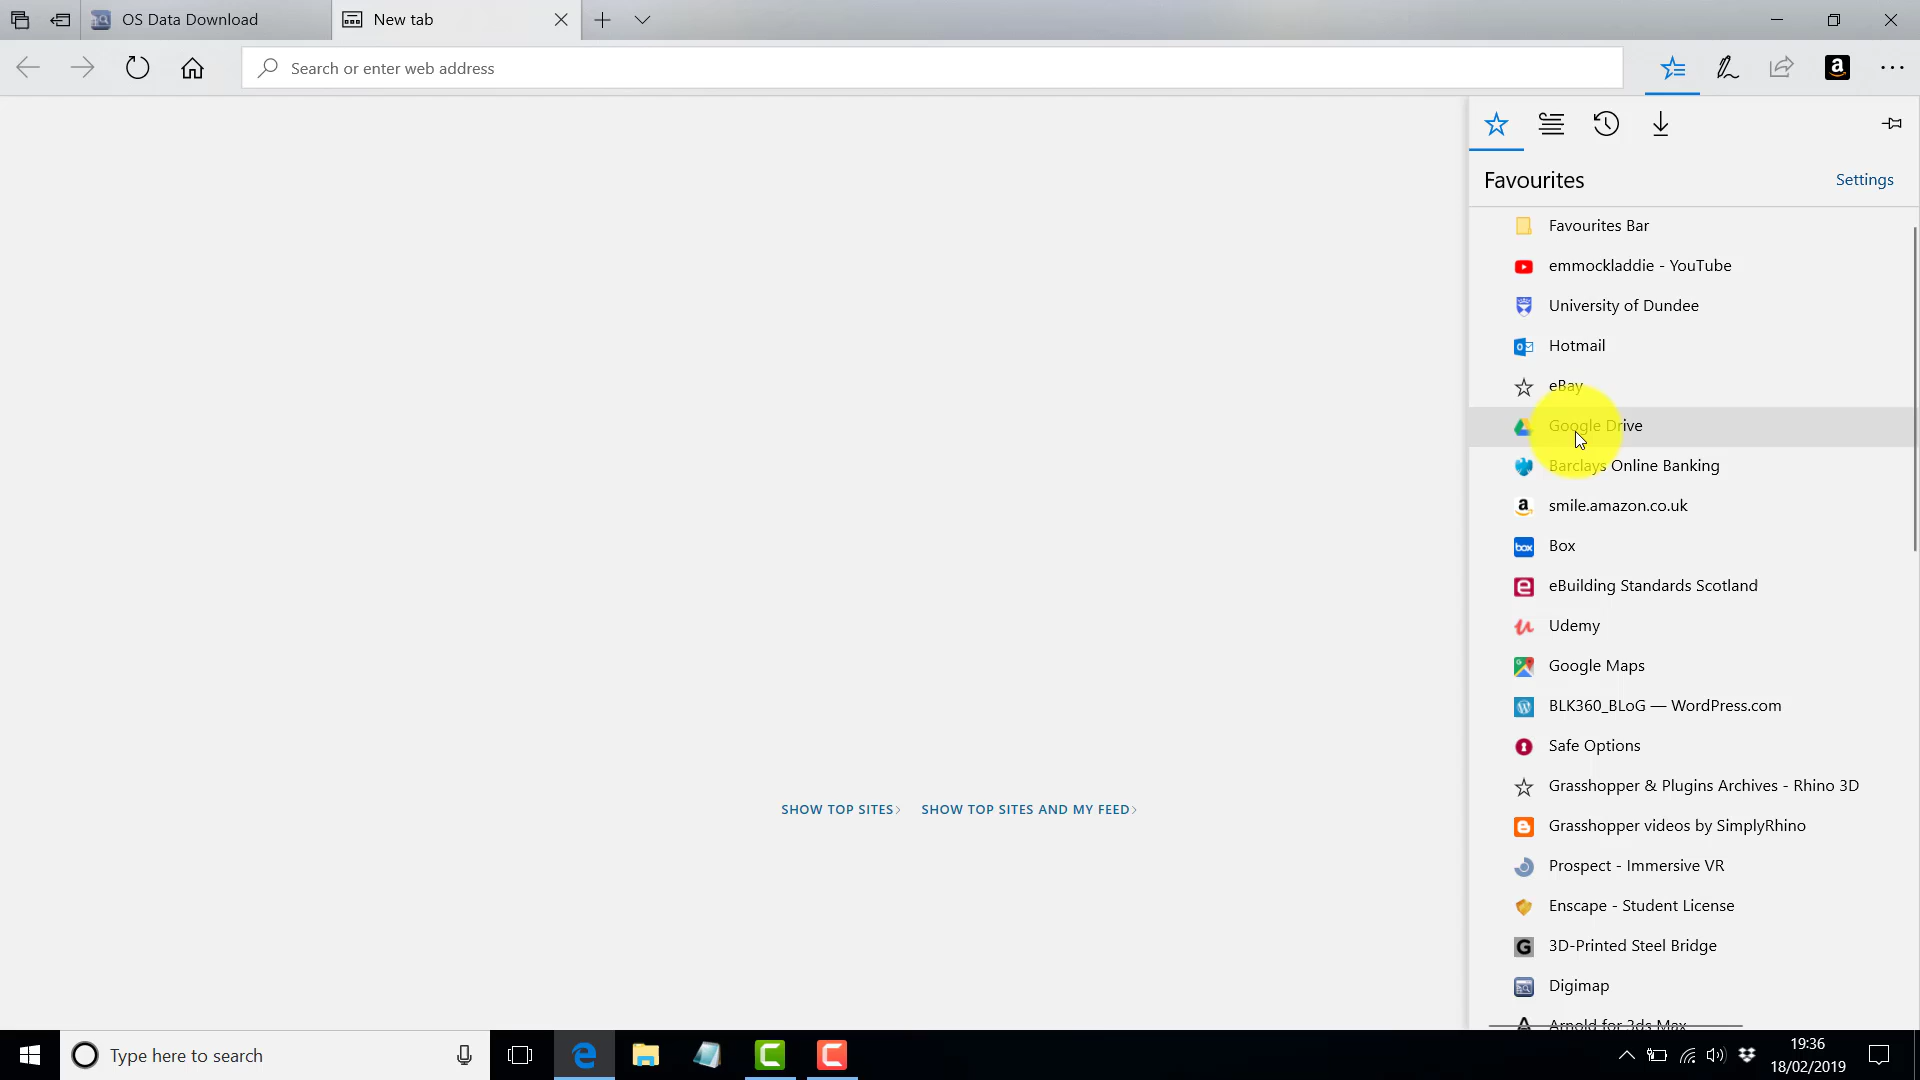 OS Data Download
New tab
Search or enter web address
Favourites
Settings
Favourites Bar
emmockladdie - YouTube
University of Dundee
Hotmail
eBay
Google Drive
Barclays Online Banking
smile.amazon.co.uk
box
Box
eBuilding Standards Scotland
Udemy
Google Maps
BLK360_BLoG — WordPress.com
Safe Options
Grasshopper & Plugins Archives - Rhino 3D
Grasshopper videos by SimplyRhino
Prospect - Immersive VR
Enscape - Student License
3D-Printed Steel Bridge
Digimap
Arnold for 3ds Max
SHOW TOP SITES
SHOW TOP SITES AND MY FEED
Type here to search
19:36
18/02/2019